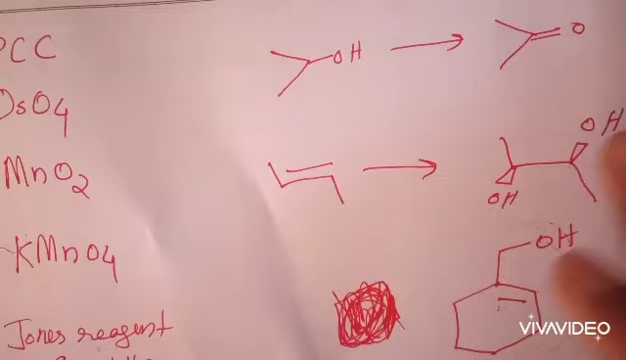 PCC
OsO4
MnO2
KMnO4
Jones reagent
OH
O
OH
OH
OH
VIVAVIDEO